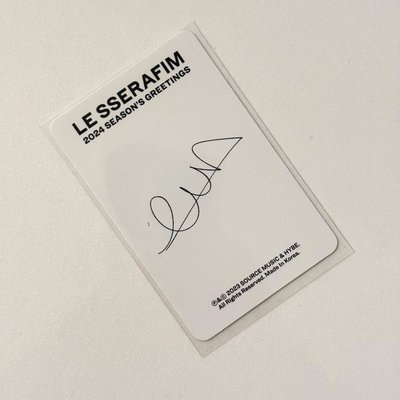 LE SSERAFIM
2024 SEASON'S GREETINGS
℗&© 2023 SOURCE MUSIC & HYBE.
All Rights Reserved. Made in Korea.